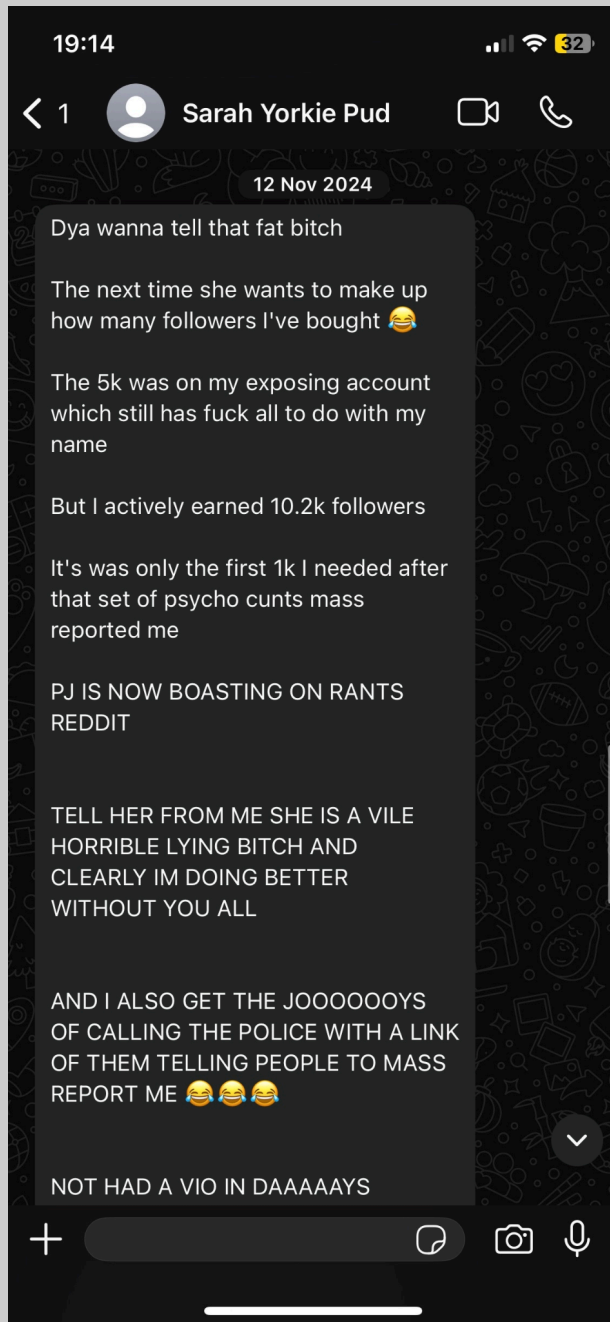 19:14
32
1
Sarah Yorkie Pud
12 Nov 2024
Dya wanna tell that fat bitch
The next time she wants to make up
how many followers I've bought 😂
The 5k was on my exposing account
which still has fuck all to do with my
name
But I actively earned 10.2k followers
It's was only the first 1k I needed after
that set of psycho cunts mass
reported me
PJ IS NOW BOASTING ON RANTS
REDDIT
TELL HER FROM ME SHE IS A VILE
HORRIBLE LYING BITCH AND
CLEARLY IM DOING BETTER
WITHOUT YOU ALL
AND I ALSO GET THE JOOOOOOYS
OF CALLING THE POLICE WITH A LINK
OF THEM TELLING PEOPLE TO MASS
REPORT ME 😂😂😂
NOT HAD A VIO IN DAAAAAYS